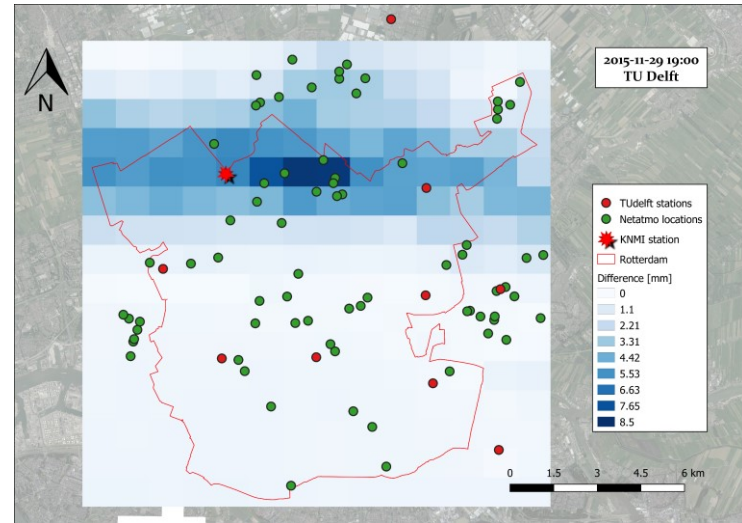 2015-11-29 19:00
TU Delft
N
TUdelft stations
Netatmo locations
KNMI station
Rotterdam
Difference [mm]
0
1.1
2.21
3.31
4.42
5.53
6.63
7.65
8.5
0 1.5 3 4.5 6 km